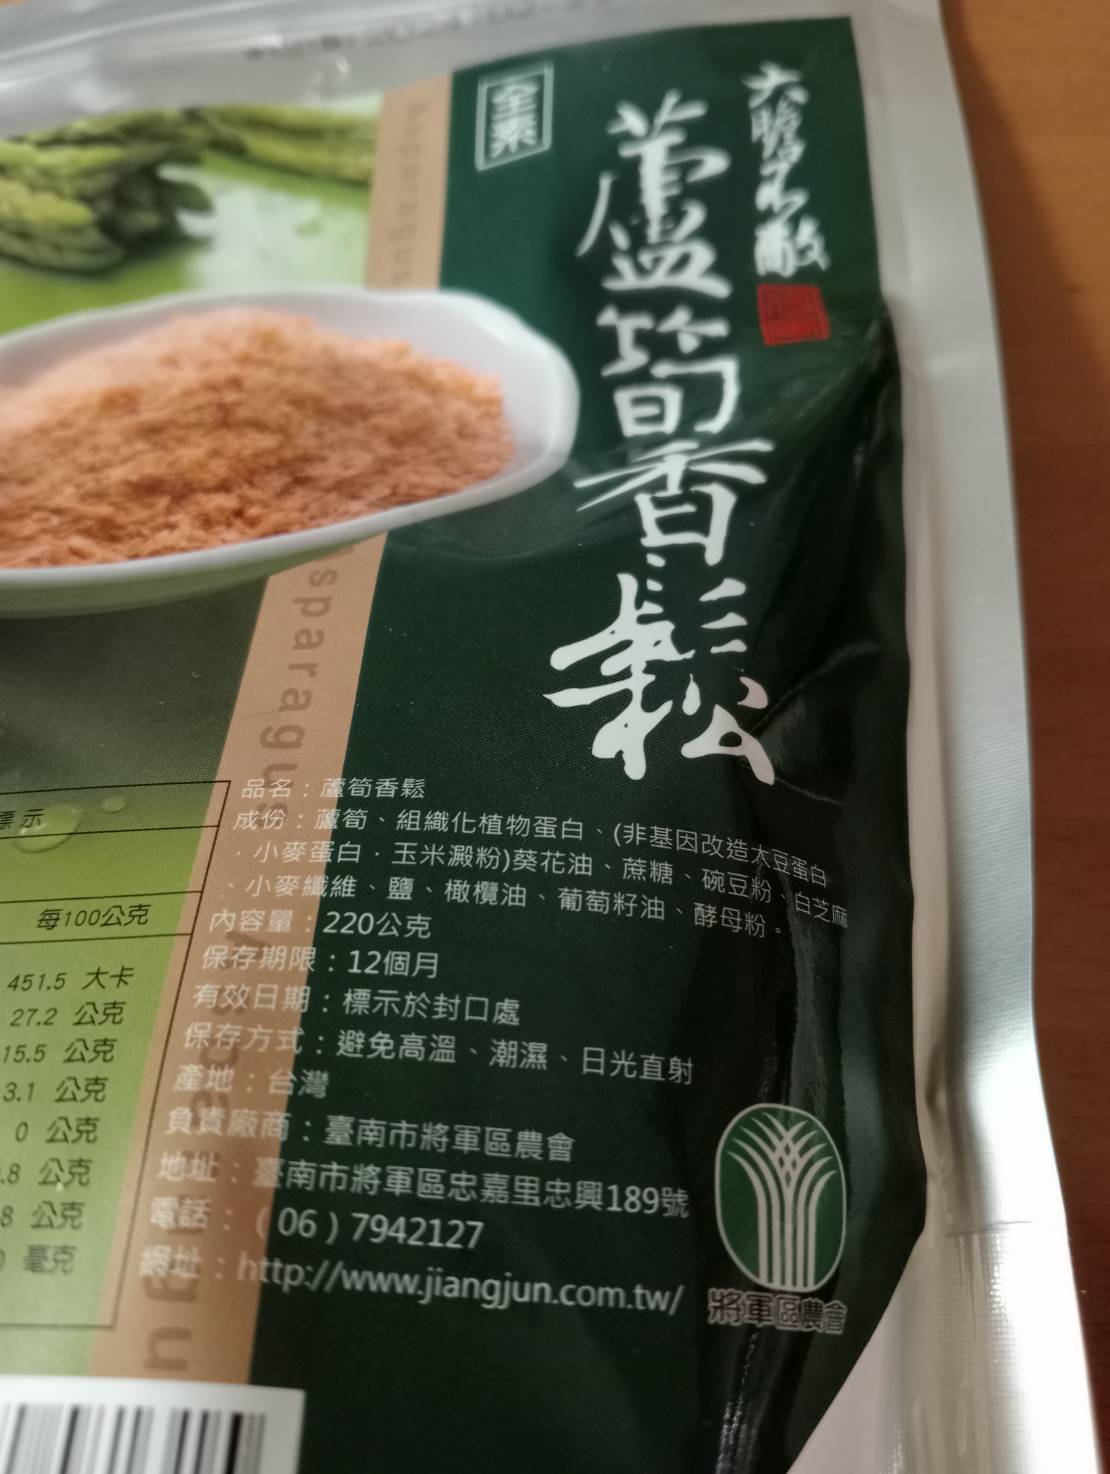 全素
蘆筍香鬆
Asparagus
asparagus
品名：蘆筍香鬆
成份：蘆筍、組織化植物蛋白、(非基因改造大豆蛋白
．小麥蛋白．玉米澱粉)葵花油、蔗糖、碗豆粉、白芝麻
、小麥纖維、鹽、橄欖油、葡萄籽油、酵母粉。
內容量：220公克
保存期限：12個月
有效日期：標示於封口處
保存方式：避免高溫、潮濕、日光直射
產地：台灣
負責廠商：臺南市將軍區農會
地址：臺南市將軍區忠嘉里忠興189號
電話：（06）7942127
網址：http://www.jiangjun.com.tw/
將軍區農會
標示
每100公克
451.5 大卡
27.2 公克
15.5 公克
3.1 公克
0 公克
.8 公克
8 公克
毫克